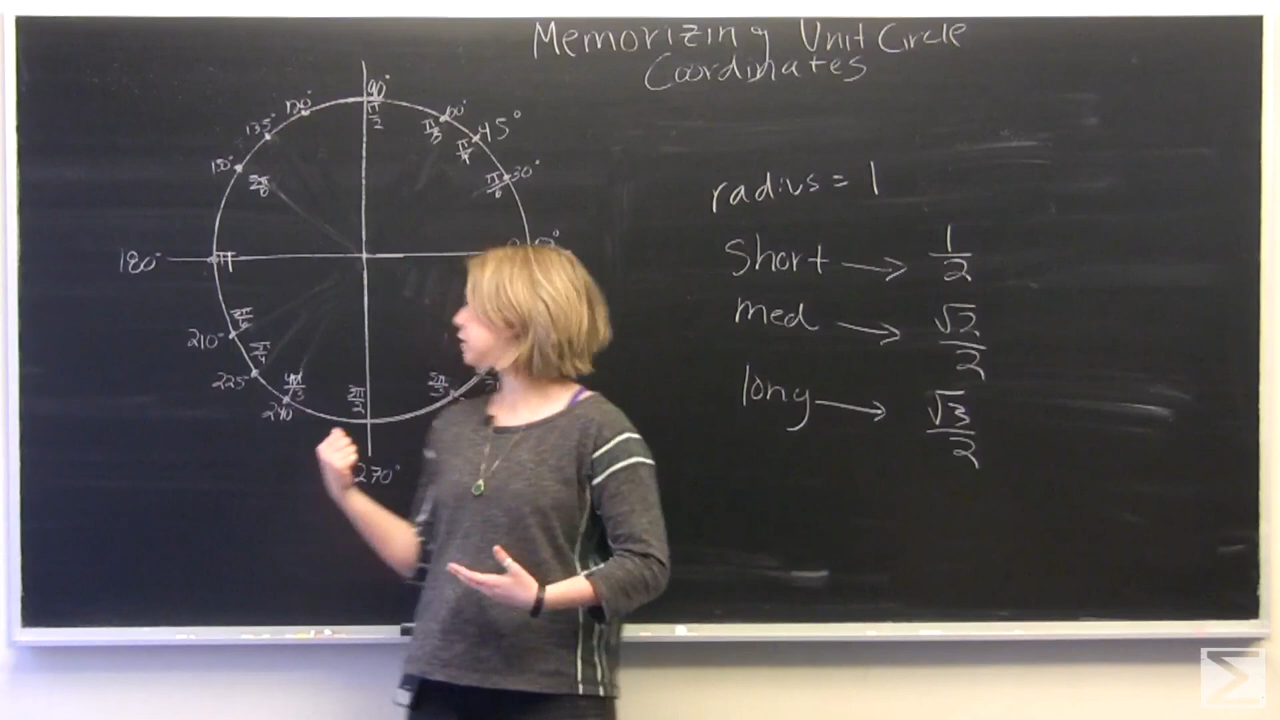 Memorizing Unit Circle
Coordinates
90°
π/2
120°
60°
π/3
135°
45°
π/4
150°
30°
π/6
5π/6
180°
π
210°
7π/6
225°
240°
4π/3
3π/2
5π/3
270°
radius = 1
Short → 1/2
med → √2/2
long → √3/2
Σ